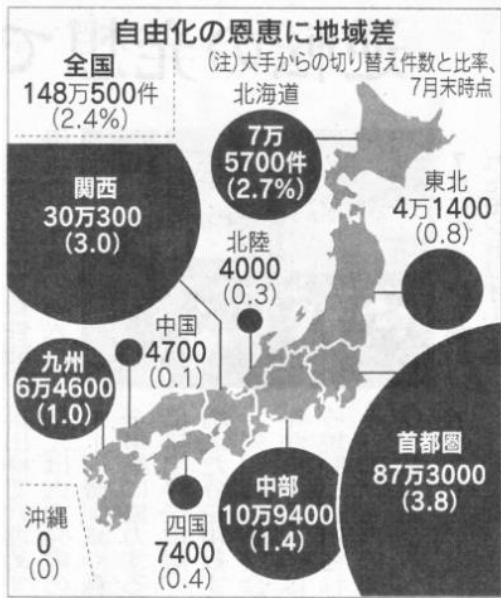 自由化の恩恵に地域差
(注)大手からの切り替え件数と比率、
7月末時点
全国
148万500件
(2.4%)
北海道
7万
5700件
(2.7%)
東北
4万1400
(0.8)
関西
30万300
(3.0)
北陸
4000
(0.3)
中国
4700
(0.1)
九州
6万4600
(1.0)
首都圏
87万3000
(3.8)
中部
10万9400
(1.4)
四国
7400
(0.4)
沖縄
0
(0)